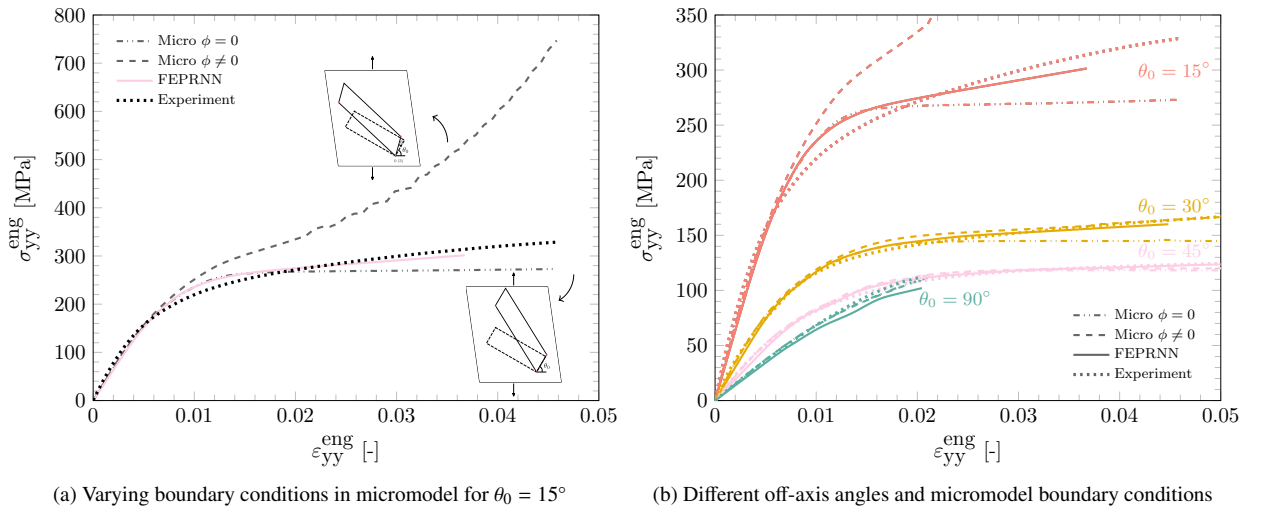 800
700
600
500
400
300
200
100
0
0
0.01
0.02
0.03
0.04
0.05
σ_yy^eng [MPa]
ε_yy^eng [-]
Micro ϕ = 0
Micro ϕ ≠ 0
FEPRNN
Experiment
θ₀
θ₀
(a) Varying boundary conditions in micromodel for θ₀ = 15°
350
300
250
200
150
100
50
0
0
0.01
0.02
0.03
0.04
0.05
σ_yy^eng [MPa]
ε_yy^eng [-]
θ₀ = 15°
θ₀ = 30°
θ₀ = 45°
θ₀ = 90°
Micro ϕ = 0
Micro ϕ ≠ 0
FEPRNN
Experiment
(b) Different off-axis angles and micromodel boundary conditions